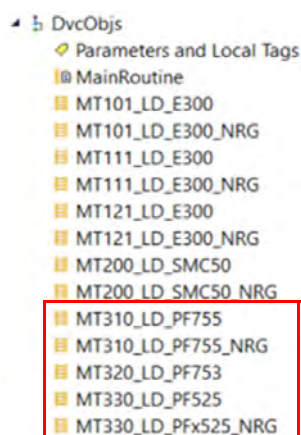 DvcObjs
Parameters and Local Tags
MainRoutine
MT101_LD_E300
MT101_LD_E300_NRG
MT111_LD_E300
MT111_LD_E300_NRG
MT121_LD_E300
MT121_LD_E300_NRG
MT200_LD_SMC50
MT200_LD_SMC50_NRG
MT310_LD_PF755
MT310_LD_PF755_NRG
MT320_LD_PF753
MT330_LD_PF525
MT330_LD_PFx525_NRG